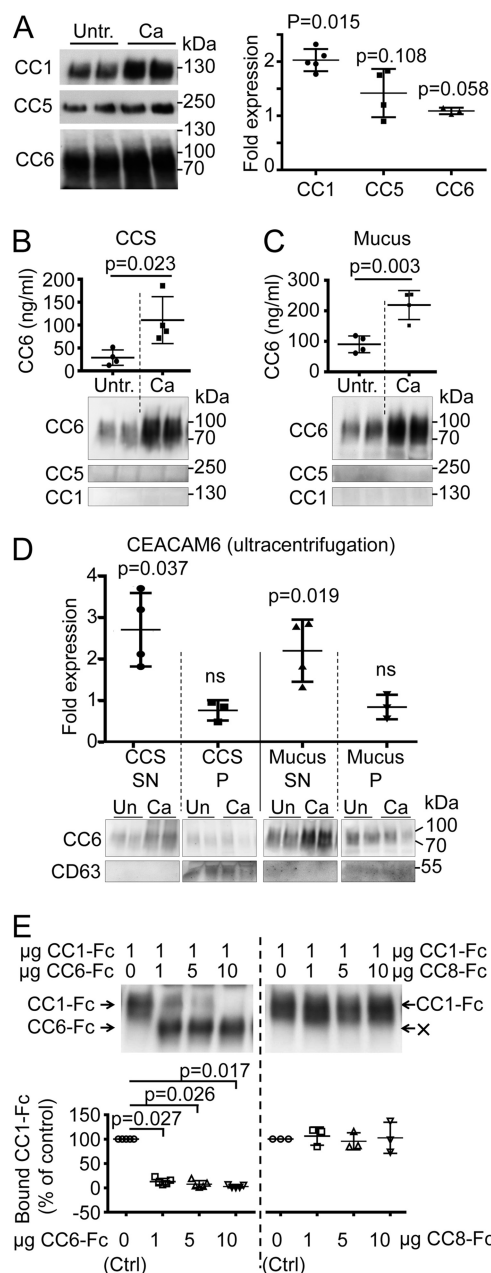 A
Untr. Ca
kDa
CC1
-130
CC5
-250
-130
CC6
-100
-70
Fold expression
2
1
0
P=0.015
p=0.108
p=0.058
CC1 CC5 CC6
B
CCS
p=0.023
CC6 (ng/ml)
200
150
100
50
0
Untr. Ca
kDa
CC6
-100
-70
CC5
-250
CC1
-130
C
Mucus
p=0.003
CC6 (ng/ml)
300
200
100
0
Untr. Ca
kDa
CC6
-100
-70
CC5
-250
CC1
-130
D
CEACAM6 (ultracentrifugation)
Fold expression
4
3
2
1
0
p=0.037
ns
p=0.019
ns
CCS CCS Mucus Mucus
SN P SN P
Un Ca Un Ca Un Ca Un Ca
kDa
CC6
100
70
CD63
-55
E
µg CC1-Fc 1 1 1 1
µg CC6-Fc 0 1 5 10
1 1 1 1 µg CC1-Fc
0 1 5 10 µg CC8-Fc
CC1-Fc→
CC6-Fc→
←CC1-Fc
←×
p=0.017
p=0.026
p=0.027
Bound CC1-Fc
(% of control)
150
100
50
0
-50
µg CC6-Fc 0 1 5 10
(Ctrl)
0 1 5 10 µg CC8-Fc
(Ctrl)